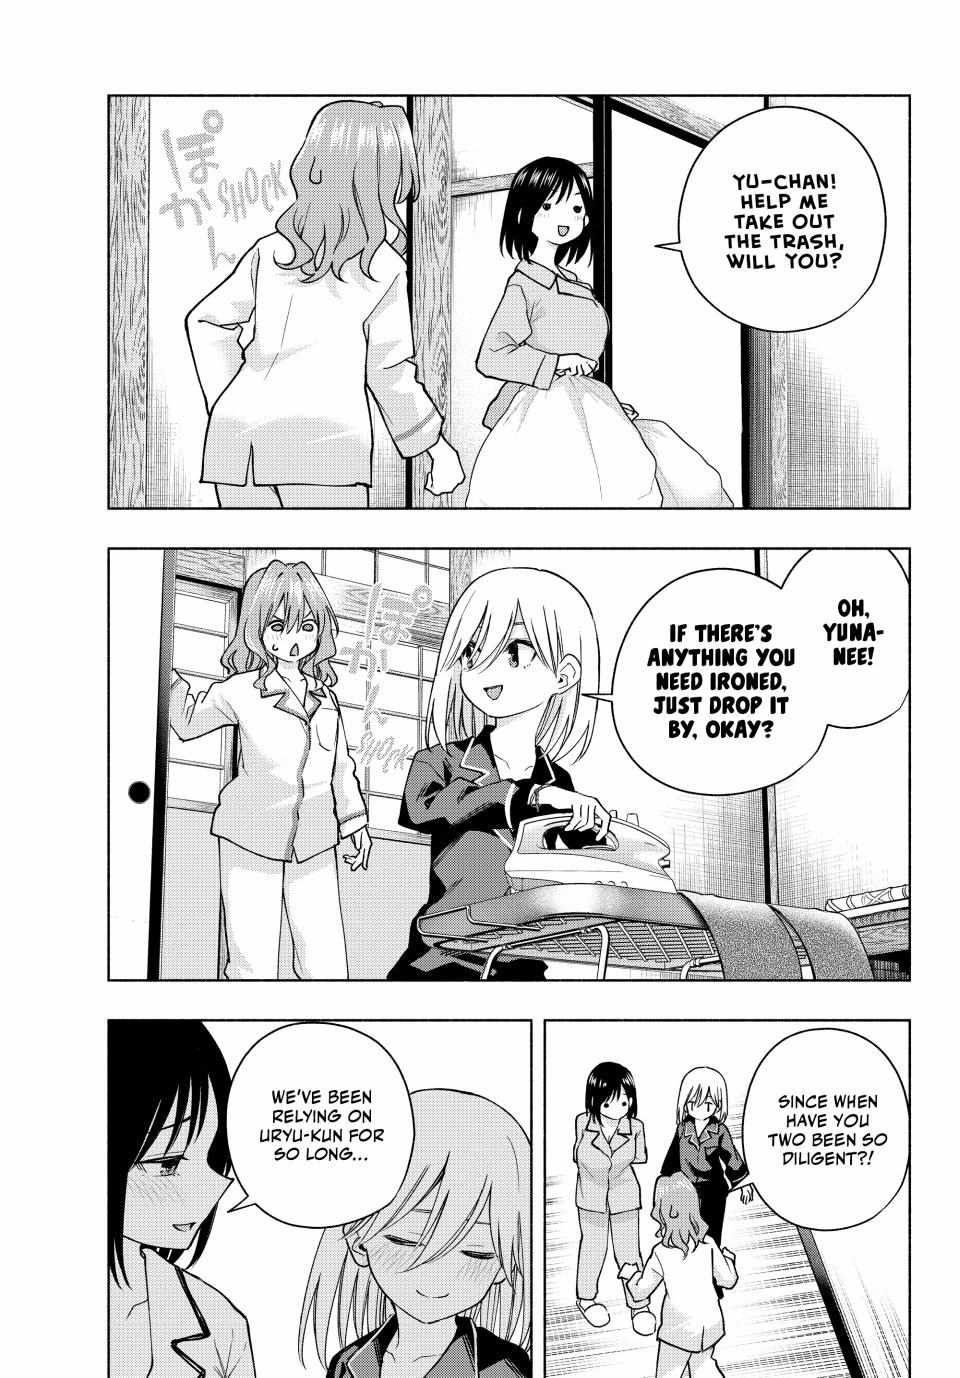 YU-CHAN!
HELP ME
TAKE OUT
THE TRASH,
WILL YOU?
ぽかん
SHOCK
OH,
YUNA-
NEE!
IF THERE'S
ANYTHING YOU
NEED IRONED,
JUST DROP IT
BY, OKAY?
ぽかん
SHOCK
SINCE WHEN
HAVE YOU
TWO BEEN SO
DILIGENT?!
WE'VE BEEN
RELYING ON
URYU-KUN FOR
SO LONG...